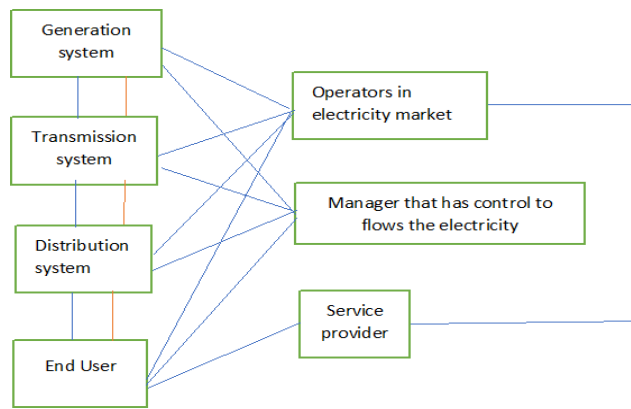 Generation
system
Operators in
electricity market
Transmission
system
Manager that has control to
flows the electricity
Distribution
system
Service
provider
End User